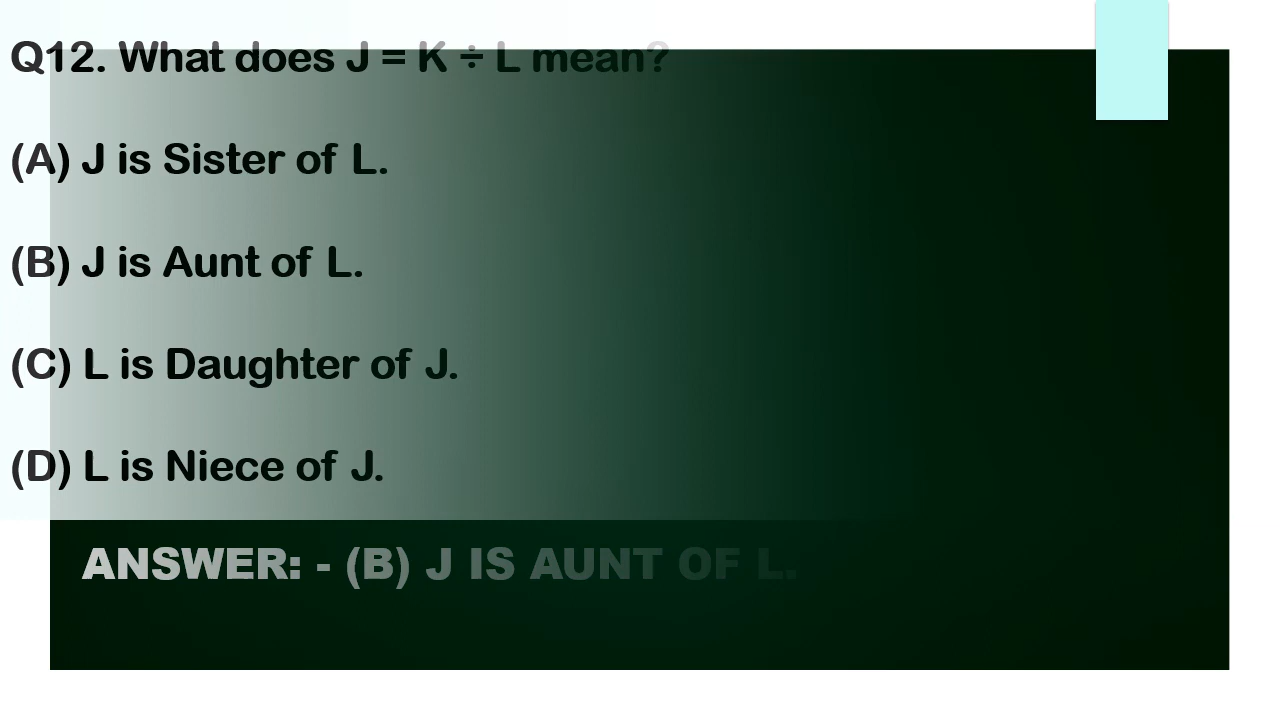 Q12. What does J = K ÷ L mean?
(A) J is Sister of L.
(B) J is Aunt of L.
(C) L is Daughter of J.
(D) L is Niece of J.
ANSWER: - (B) J IS AUNT OF L.